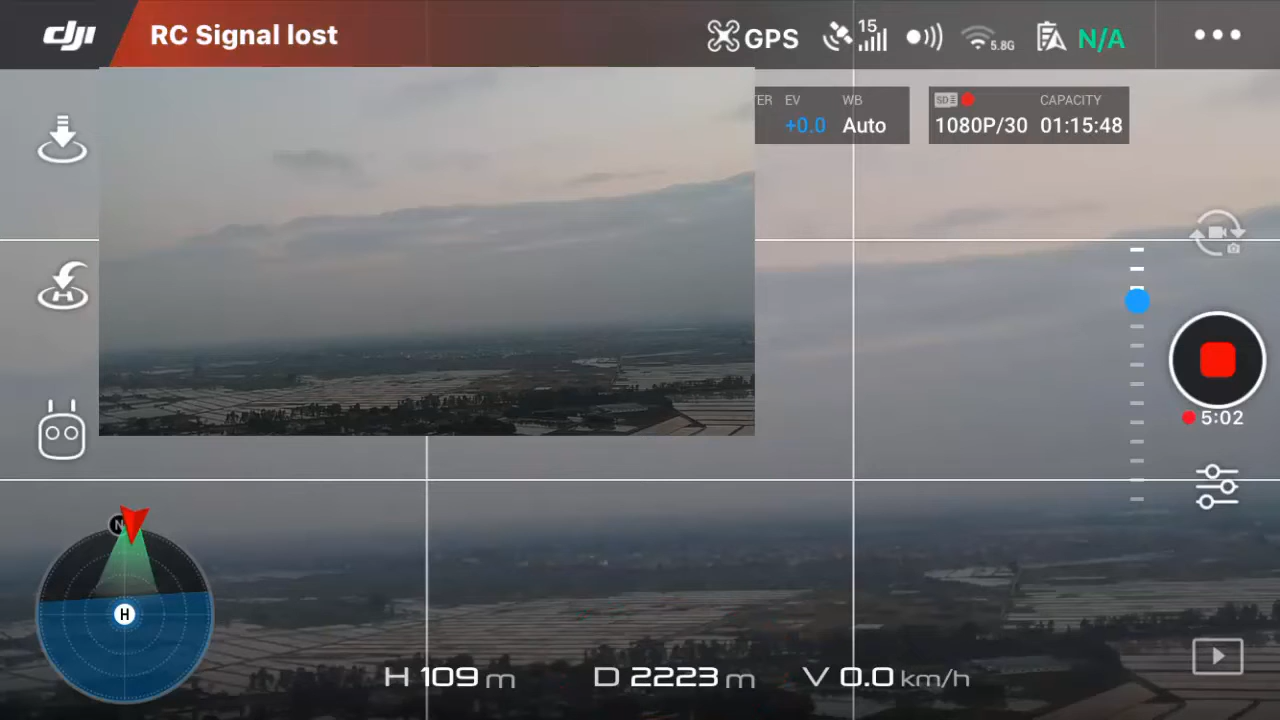 dji RC Signal lost GPS 15 5.8G N/A
EV WB SD CAPACITY
+0.0 Auto 1080P/30 01:15:48
5:02
N
H
H 109 m D 2223 m V 0.0 km/h